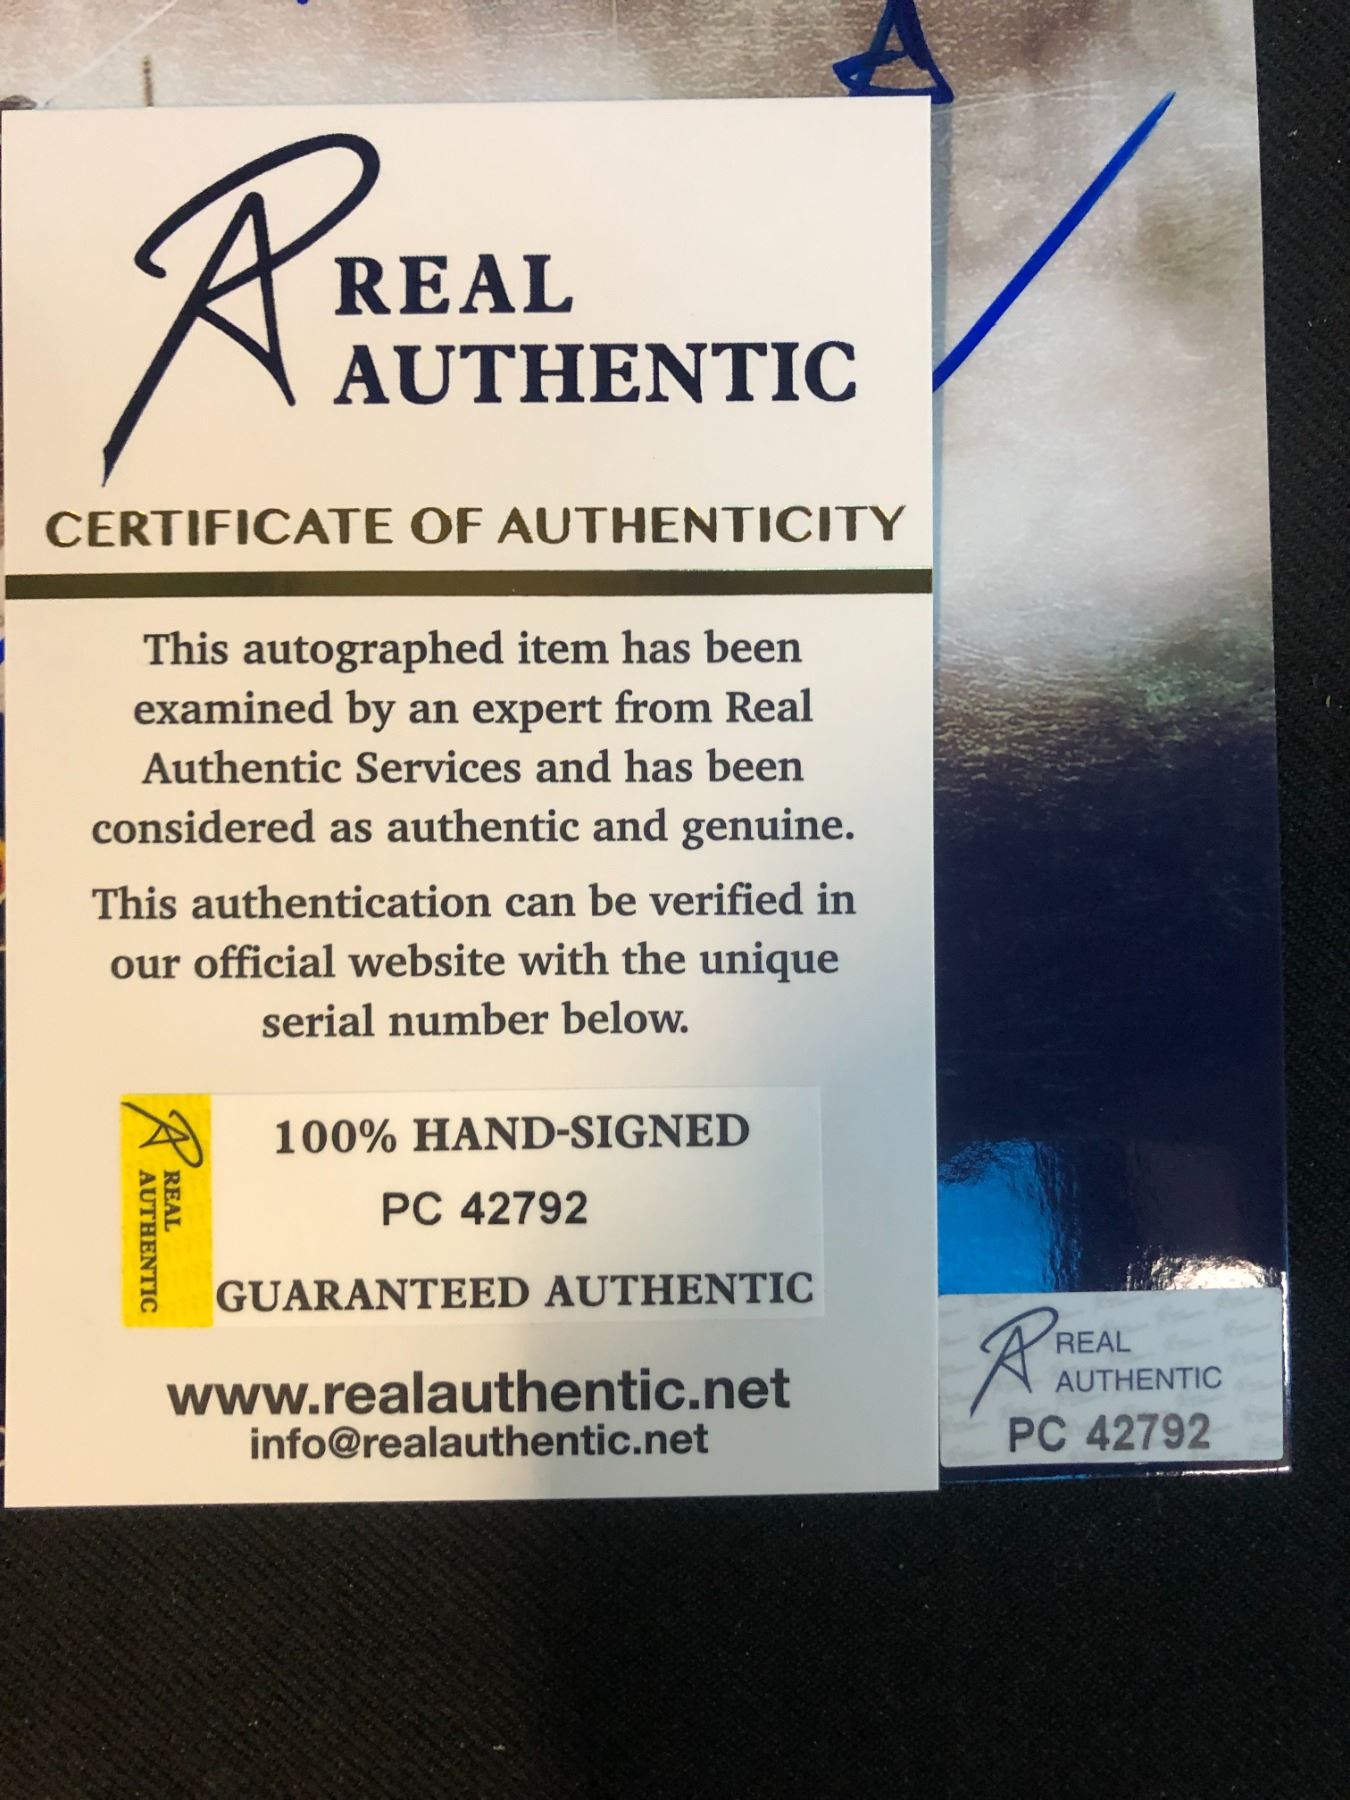 REAL
AUTHENTIC
CERTIFICATE OF AUTHENTICITY
This autographed item has been
examined by an expert from Real
Authentic Services and has been
considered as authentic and genuine.
This authentication can be verified in
our official website with the unique
serial number below.
REAL
AUTHENTIC
100% HAND-SIGNED
PC 42792
GUARANTEED AUTHENTIC
www.realauthentic.net
info@realauthentic.net
REAL
AUTHENTIC
PC 42792